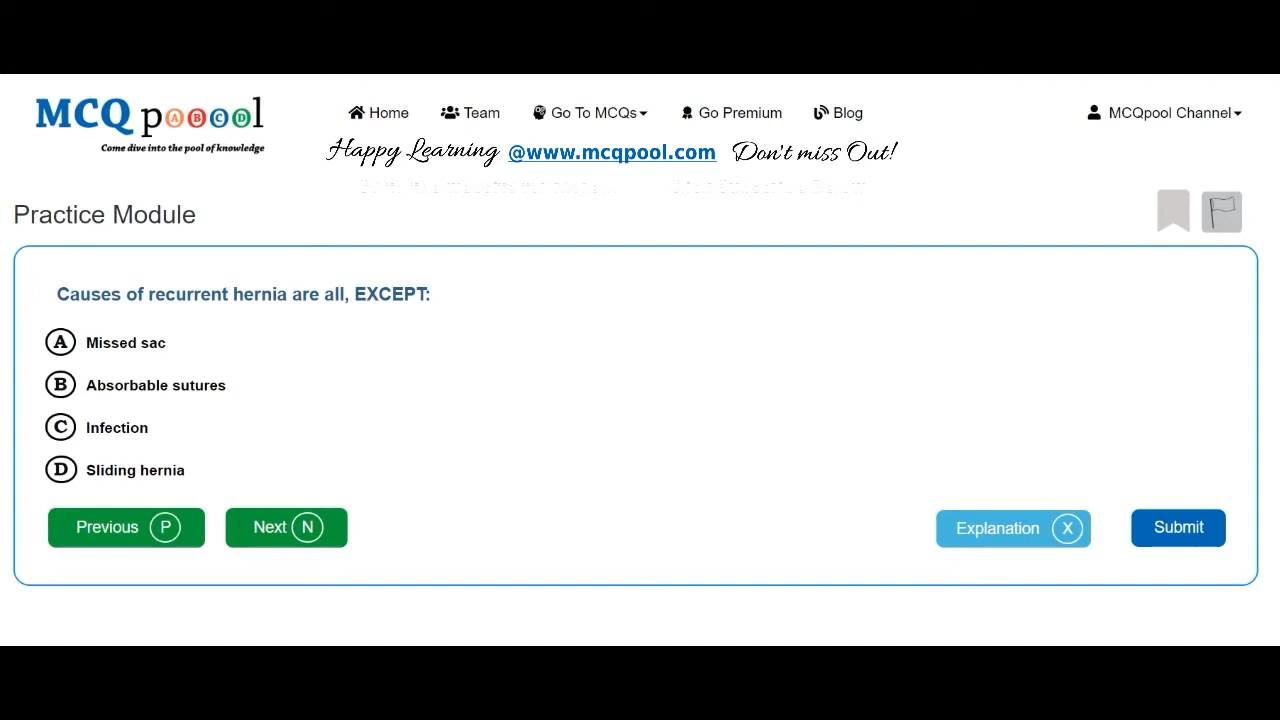 MCQ pABCDl
Come dive into the pool of knowledge
Home Team Go To MCQs Go Premium Blog MCQpool Channel
Happy Learning @www.mcqpool.com Don't miss Out!
Practice Module
Causes of recurrent hernia are all, EXCEPT:
A Missed sac
B Absorbable sutures
C Infection
D Sliding hernia
Previous P Next N Explanation X Submit